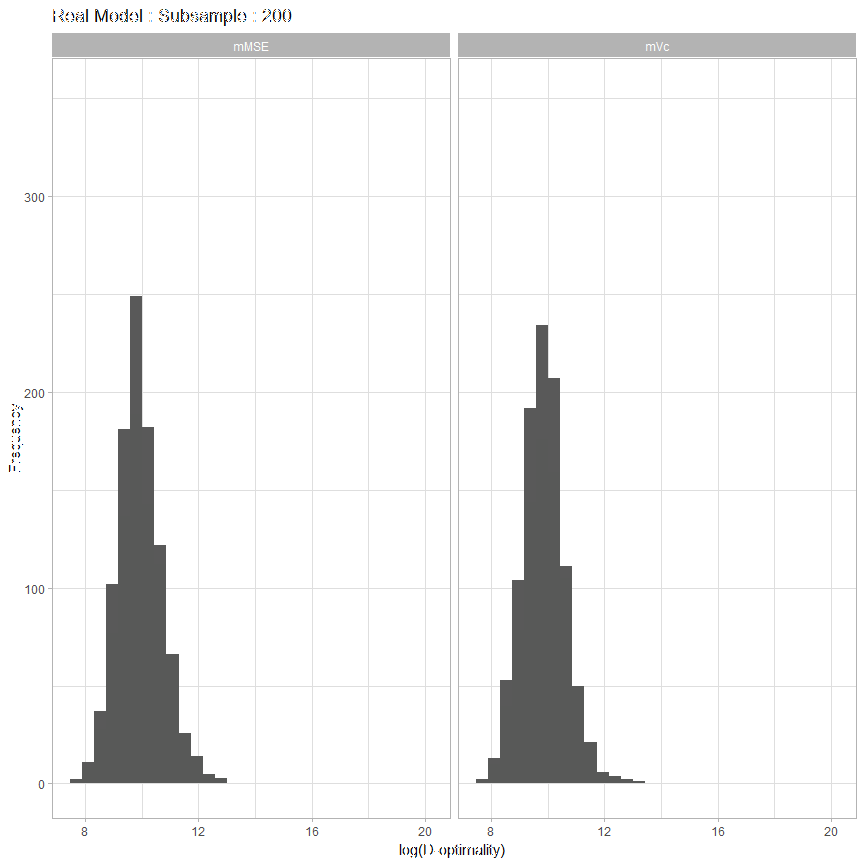 Real Model : Subsample : 200
mMSE mVc
Frequency
300
200
100
0
8 12 16 20 8 12 16 20
log(D-optimality)